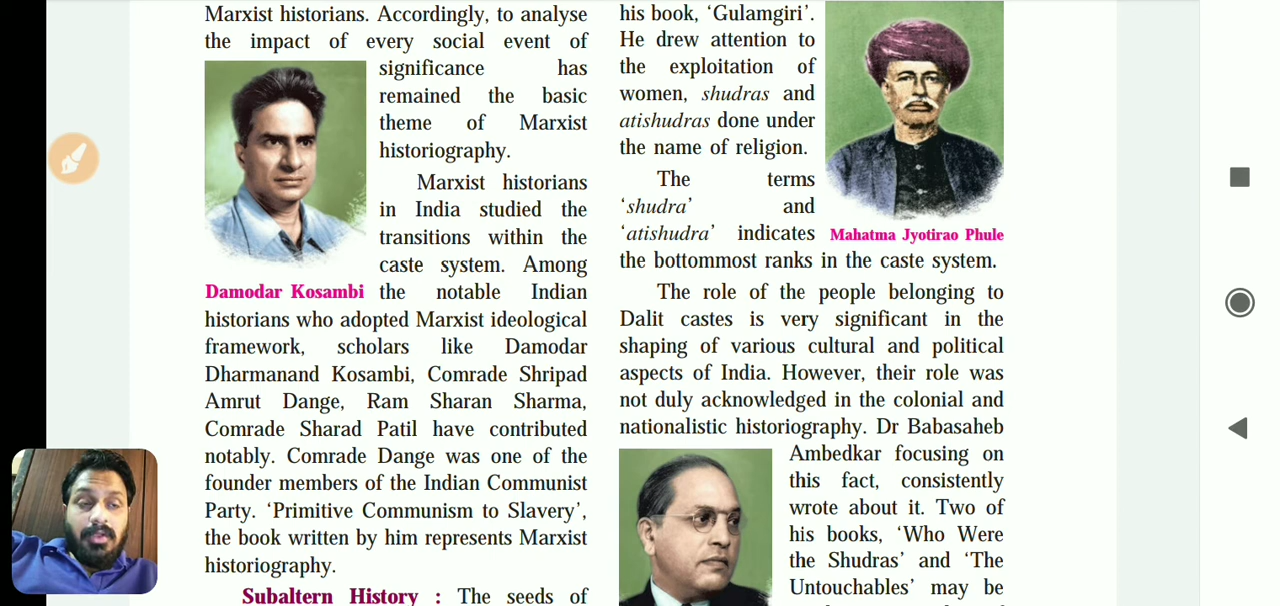 Marxist historians. Accordingly, to analyse
the impact of every social event of
significance has
remained the basic
theme of Marxist
historiography.
Marxist historians
in India studied the
transitions within the
caste system. Among
Damodar Kosambi the notable Indian
historians who adopted Marxist ideological
framework, scholars like Damodar
Dharmanand Kosambi, Comrade Shripad
Amrut Dange, Ram Sharan Sharma,
Comrade Sharad Patil have contributed
notably. Comrade Dange was one of the
founder members of the Indian Communist
Party. ‘Primitive Communism to Slavery’,
the book written by him represents Marxist
historiography.
Subaltern History : The seeds of
his book, ‘Gulamgiri’.
He drew attention to
the exploitation of
women, shudras and
atishudras done under
the name of religion.
The terms
‘shudra’ and
‘atishudra’ indicates
Mahatma Jyotirao Phule
the bottommost ranks in the caste system.
The role of the people belonging to
Dalit castes is very significant in the
shaping of various cultural and political
aspects of India. However, their role was
not duly acknowledged in the colonial and
nationalistic historiography. Dr Babasaheb
Ambedkar focusing on
this fact, consistently
wrote about it. Two of
his books, ‘Who Were
the Shudras’ and ‘The
Untouchables’ may be